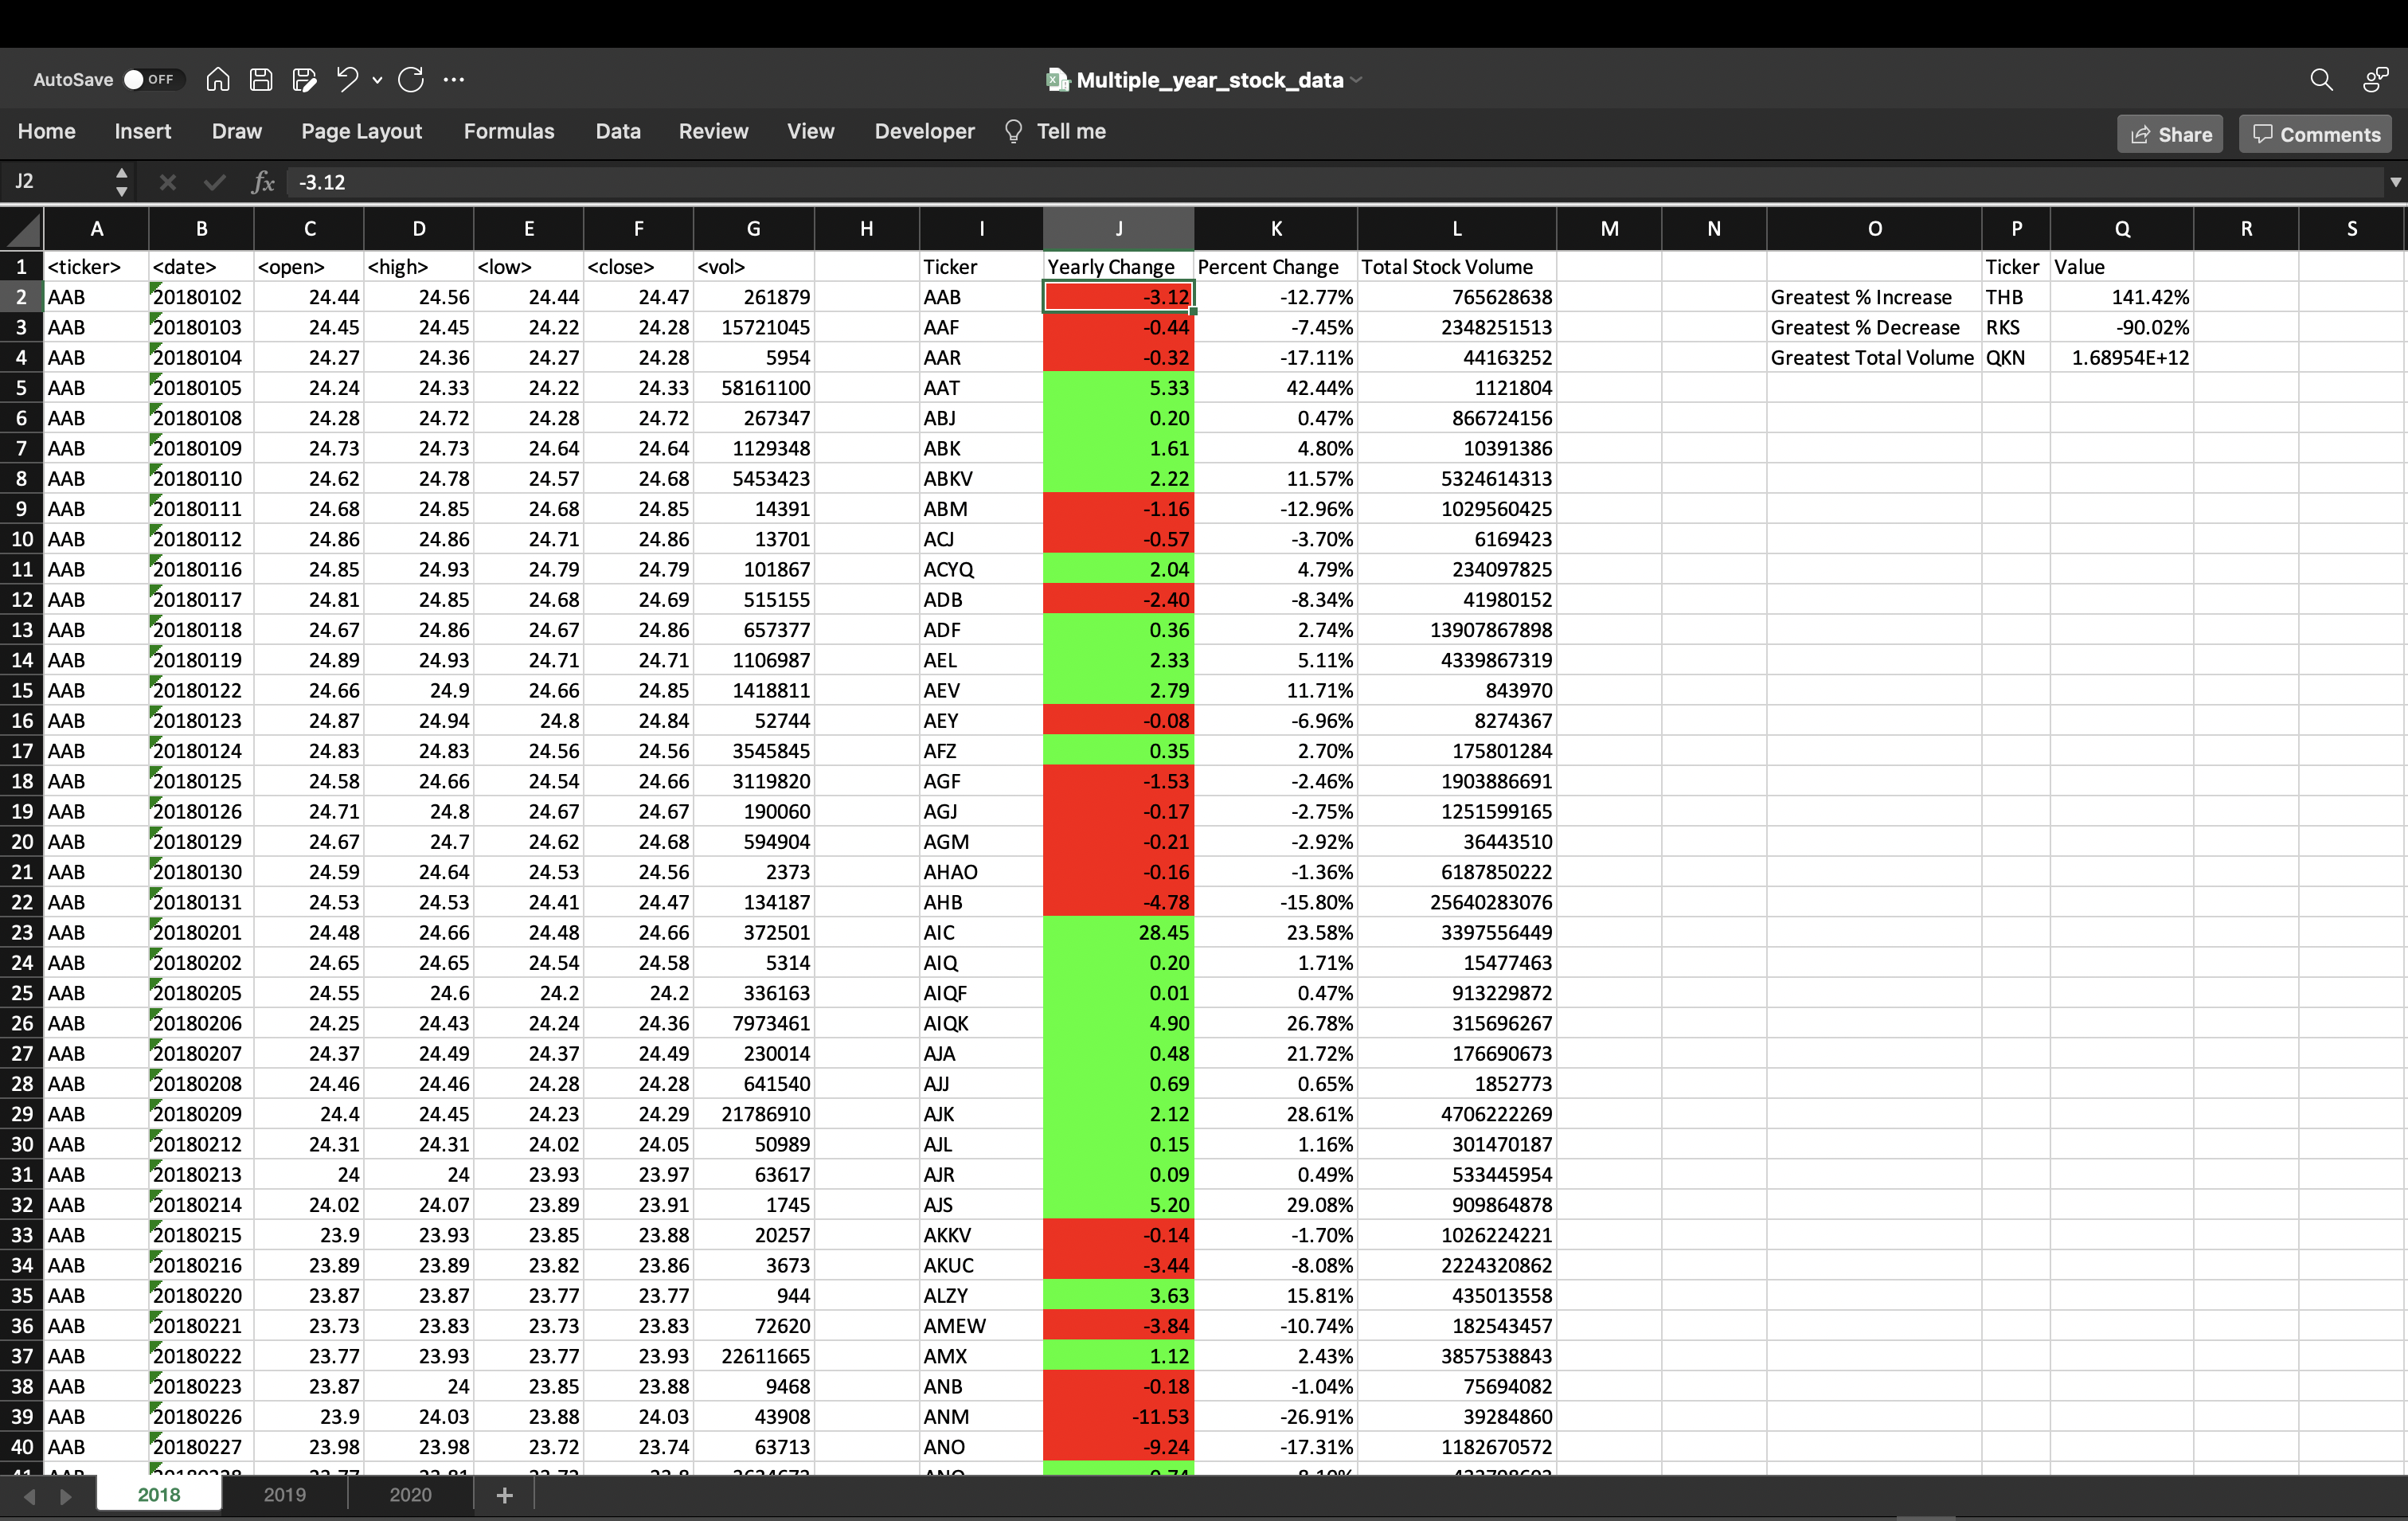 AutoSave OFF ... Multiple_year_stock_data
Home Insert Draw Page Layout Formulas Data Review View Developer Tell me Share Comments
J2 fx -3.12
A B C D E F G H I J K L M N O P Q R S
1 <ticker> <date> <open> <high> <low> <close> <vol> Ticker Yearly Change Percent Change Total Stock Volume Ticker Value
2 AAB 20180102 24.44 24.56 24.44 24.47 261879 AAB -3.12 -12.77% 765628638 Greatest % Increase THB 141.42%
3 AAB 20180103 24.45 24.45 24.22 24.28 15721045 AAF -0.44 -7.45% 2348251513 Greatest % Decrease RKS -90.02%
4 AAB 20180104 24.27 24.36 24.27 24.28 5954 AAR -0.32 -17.11% 44163252 Greatest Total Volume QKN 1.68954E+12
5 AAB 20180105 24.24 24.33 24.22 24.33 58161100 AAT 5.33 42.44% 1121804
6 AAB 20180108 24.28 24.72 24.28 24.72 267347 ABJ 0.20 0.47% 866724156
7 AAB 20180109 24.73 24.73 24.64 24.64 1129348 ABK 1.61 4.80% 10391386
8 AAB 20180110 24.62 24.78 24.57 24.68 5453423 ABKV 2.22 11.57% 5324614313
9 AAB 20180111 24.68 24.85 24.68 24.85 14391 ABM -1.16 -12.96% 1029560425
10 AAB 20180112 24.86 24.86 24.71 24.86 13701 ACJ -0.57 -3.70% 6169423
11 AAB 20180116 24.85 24.93 24.79 24.79 101867 ACYQ 2.04 4.79% 234097825
12 AAB 20180117 24.81 24.85 24.68 24.69 515155 ADB -2.40 -8.34% 41980152
13 AAB 20180118 24.67 24.86 24.67 24.86 657377 ADF 0.36 2.74% 13907867898
14 AAB 20180119 24.89 24.93 24.71 24.71 1106987 AEL 2.33 5.11% 4339867319
15 AAB 20180122 24.66 24.9 24.66 24.85 1418811 AEV 2.79 11.71% 843970
16 AAB 20180123 24.87 24.94 24.8 24.84 52744 AEY -0.08 -6.96% 8274367
17 AAB 20180124 24.83 24.83 24.56 24.56 3545845 AFZ 0.35 2.70% 175801284
18 AAB 20180125 24.58 24.66 24.54 24.66 3119820 AGF -1.53 -2.46% 1903886691
19 AAB 20180126 24.71 24.8 24.67 24.67 190060 AGJ -0.17 -2.75% 1251599165
20 AAB 20180129 24.67 24.7 24.62 24.68 594904 AGM -0.21 -2.92% 36443510
21 AAB 20180130 24.59 24.64 24.53 24.56 2373 AHAO -0.16 -1.36% 6187850222
22 AAB 20180131 24.53 24.53 24.41 24.47 134187 AHB -4.78 -15.80% 25640283076
23 AAB 20180201 24.48 24.66 24.48 24.66 372501 AIC 28.45 23.58% 3397556449
24 AAB 20180202 24.65 24.65 24.54 24.58 5314 AIQ 0.20 1.71% 15477463
25 AAB 20180205 24.55 24.6 24.2 24.2 336163 AIQF 0.01 0.47% 913229872
26 AAB 20180206 24.25 24.43 24.24 24.36 7973461 AIQK 4.90 26.78% 315696267
27 AAB 20180207 24.37 24.49 24.37 24.49 230014 AJA 0.48 21.72% 176690673
28 AAB 20180208 24.46 24.46 24.28 24.28 641540 AJJ 0.69 0.65% 1852773
29 AAB 20180209 24.4 24.45 24.23 24.29 21786910 AJK 2.12 28.61% 4706222269
30 AAB 20180212 24.31 24.31 24.02 24.05 50989 AJL 0.15 1.16% 301470187
31 AAB 20180213 24 24 23.93 23.97 63617 AJR 0.09 0.49% 533445954
32 AAB 20180214 24.02 24.07 23.89 23.91 1745 AJS 5.20 29.08% 909864878
33 AAB 20180215 23.9 23.93 23.85 23.88 20257 AKKV -0.14 -1.70% 1026224221
34 AAB 20180216 23.89 23.89 23.82 23.86 3673 AKUC -3.44 -8.08% 2224320862
35 AAB 20180220 23.87 23.87 23.77 23.77 944 ALZY 3.63 15.81% 435013558
36 AAB 20180221 23.73 23.83 23.73 23.83 72620 AMEW -3.84 -10.74% 182543457
37 AAB 20180222 23.77 23.93 23.77 23.93 22611665 AMX 1.12 2.43% 3857538843
38 AAB 20180223 23.87 24 23.85 23.88 9468 ANB -0.18 -1.04% 75694082
39 AAB 20180226 23.9 24.03 23.88 24.03 43908 ANM -11.53 -26.91% 39284860
40 AAB 20180227 23.98 23.98 23.72 23.74 63713 ANO -9.24 -17.31% 1182670572
2018 2019 2020 +